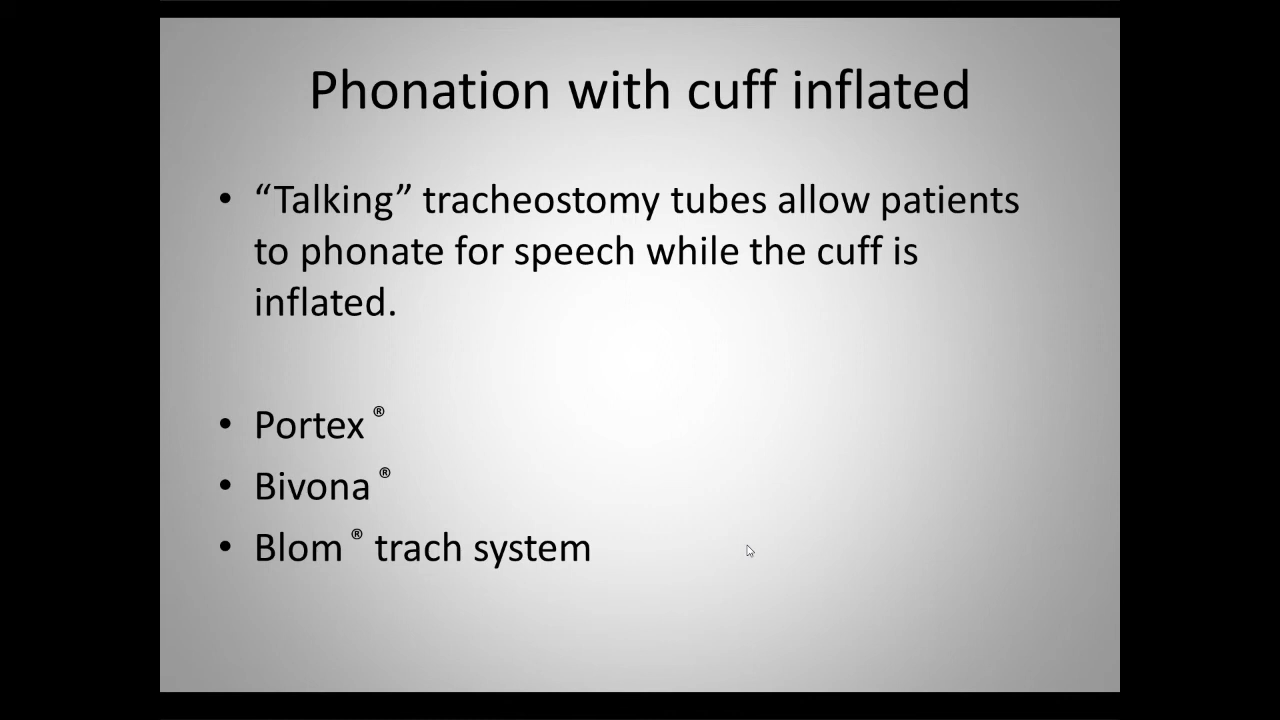 Phonation with cuff inflated
• “Talking” tracheostomy tubes allow patients
to phonate for speech while the cuff is
inflated.
• Portex ®
• Bivona ®
• Blom ® trach system